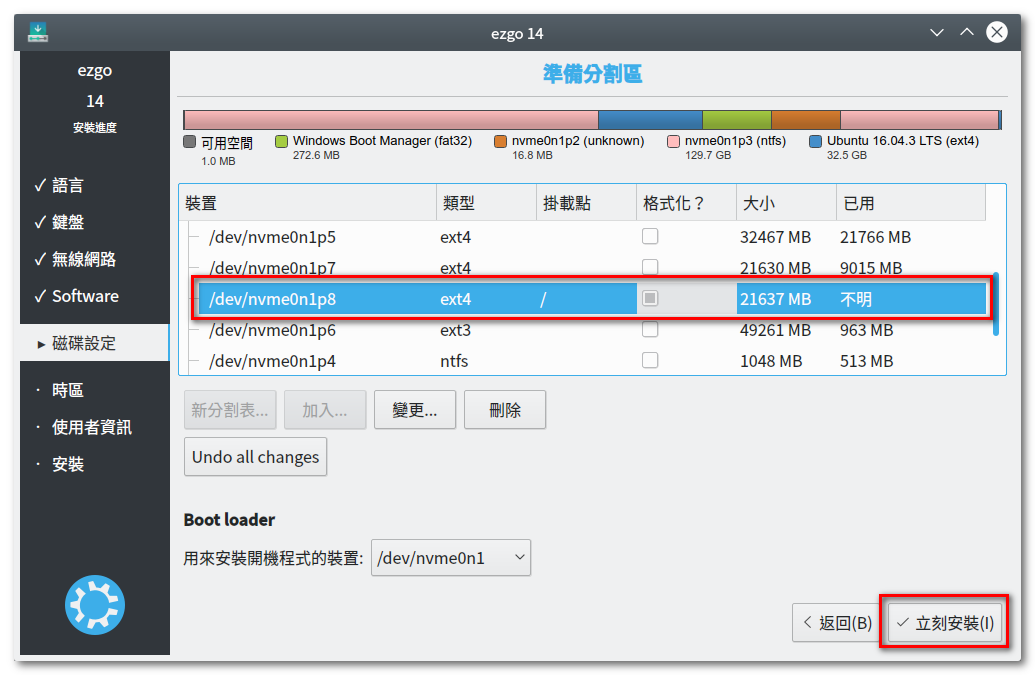 ezgo 14
ezgo
14
安裝進度
✓ 語言
✓ 鍵盤
✓ 無線網路
✓ Software
▸ 磁碟設定
· 時區
· 使用者資訊
· 安裝
準備分割區
可用空間 Windows Boot Manager (fat32) nvme0n1p2 (unknown) nvme0n1p3 (ntfs) Ubuntu 16.04.3 LTS (ext4)
1.0 MB 272.6 MB 16.8 MB 129.7 GB 32.5 GB
裝置 類型 掛載點 格式化？ 大小 已用
/dev/nvme0n1p5 ext4 32467 MB 21766 MB
/dev/nvme0n1p7 ext4 21630 MB 9015 MB
/dev/nvme0n1p8 ext4 / 21637 MB 不明
/dev/nvme0n1p6 ext3 49261 MB 963 MB
/dev/nvme0n1p4 ntfs 1048 MB 513 MB
新分割表... 加入... 變更... 刪除
Undo all changes
Boot loader
用來安裝開機程式的裝置: /dev/nvme0n1
返回(B) 立刻安裝(I)